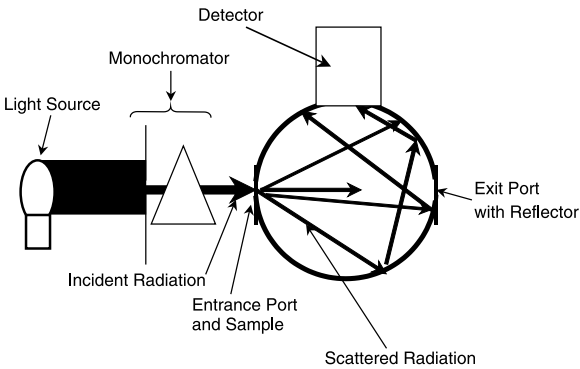 Detector
Monochromator
Light Source
Exit Port
with Reflector
Incident Radiation
Entrance Port
and Sample
Scattered Radiation